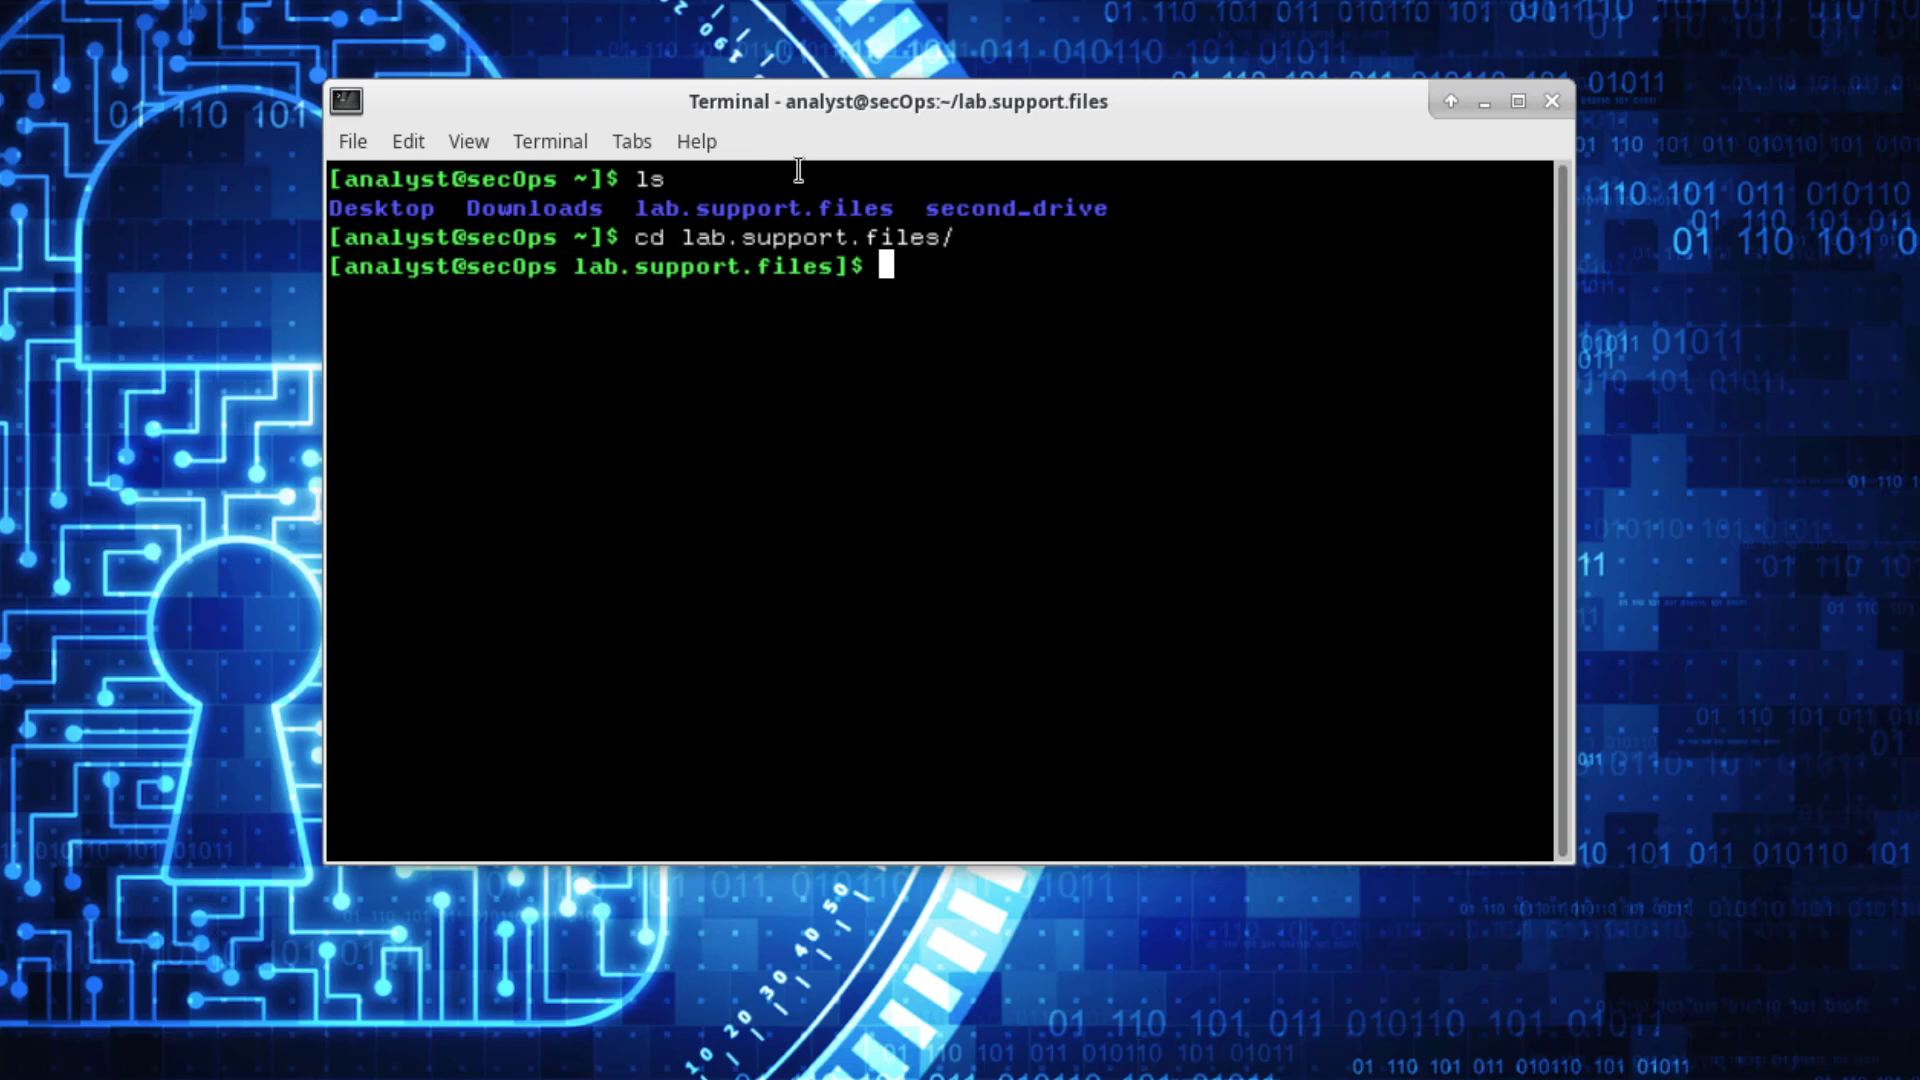 Terminal - analyst@secOps:~/lab.support.files
File Edit View Terminal Tabs Help
[analyst@secOps ~]$ ls
Desktop Downloads lab.support.files second_drive
[analyst@secOps ~]$ cd lab.support.files/
[analyst@secOps lab.support.files]$